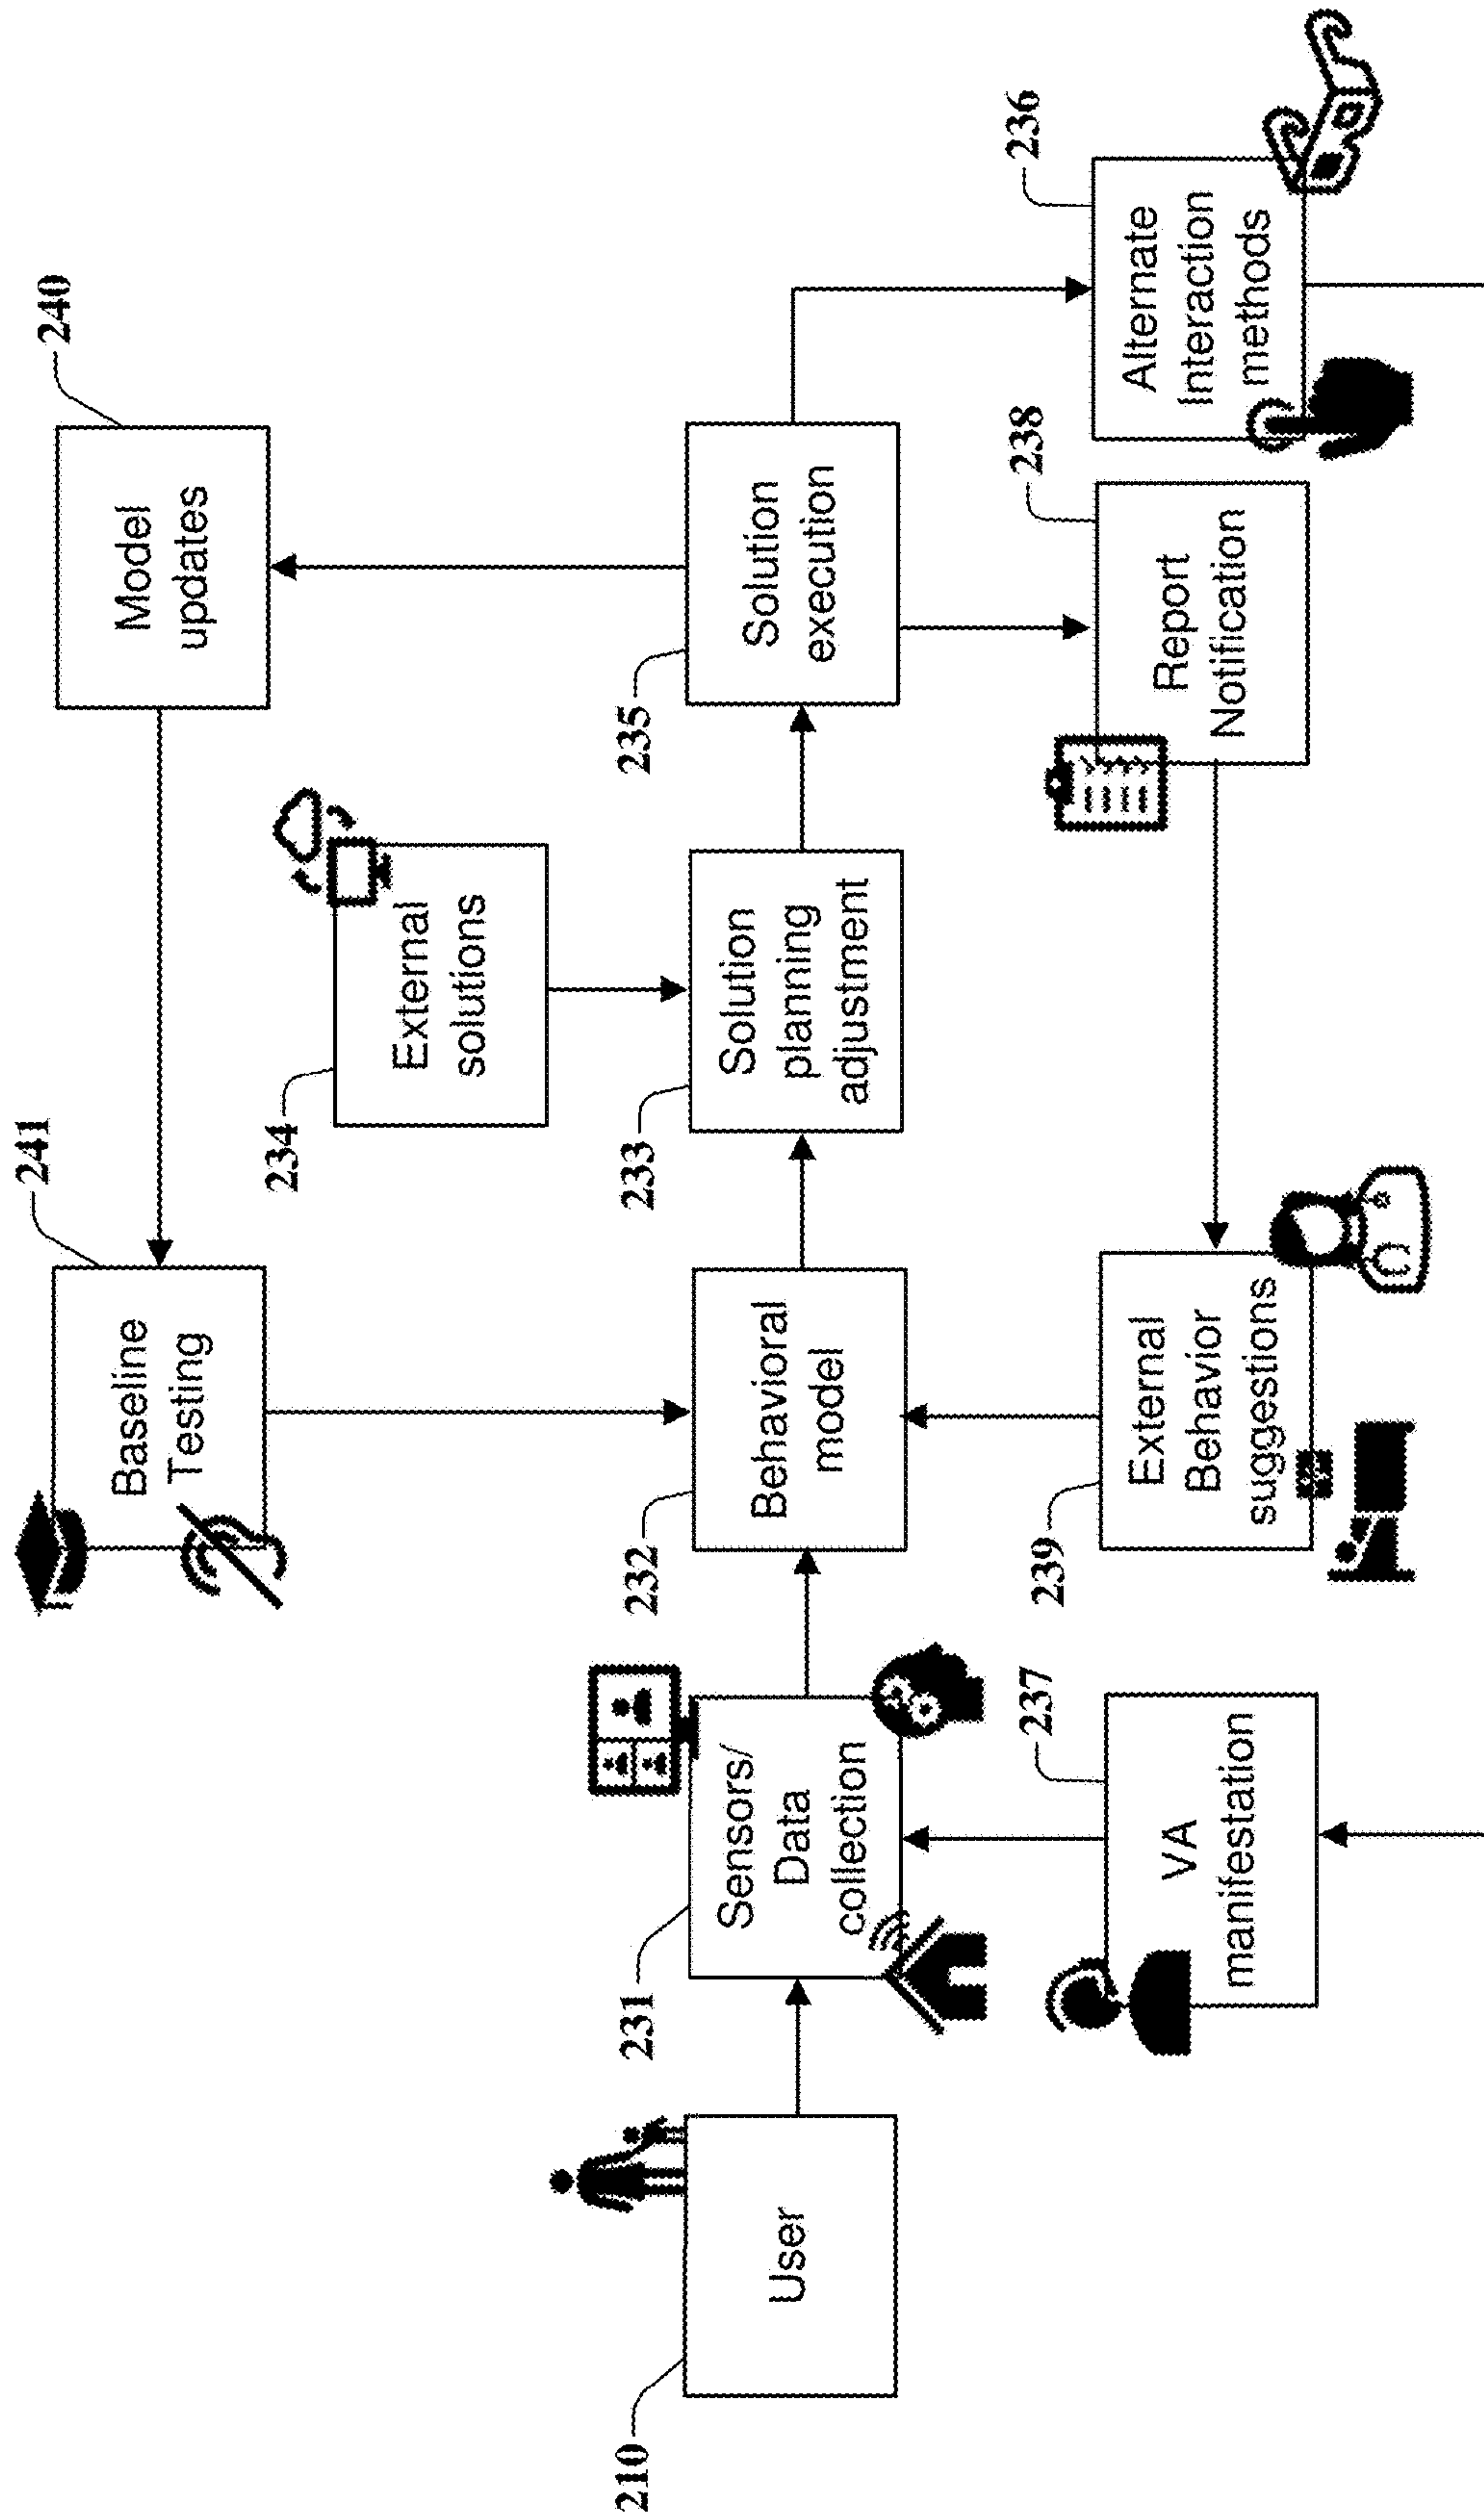 241
Baseline
Testing
240
Model
updates
234
External
solutions
210
User
231
Sensors/
Data
collection
232
Behavioral
model
233
Solution
planning
adjustment
235
Solution
execution
237
VA
manifestation
239
External
Behavior
suggestions
238
Report
Notification
236
Alternate
Interaction
methods